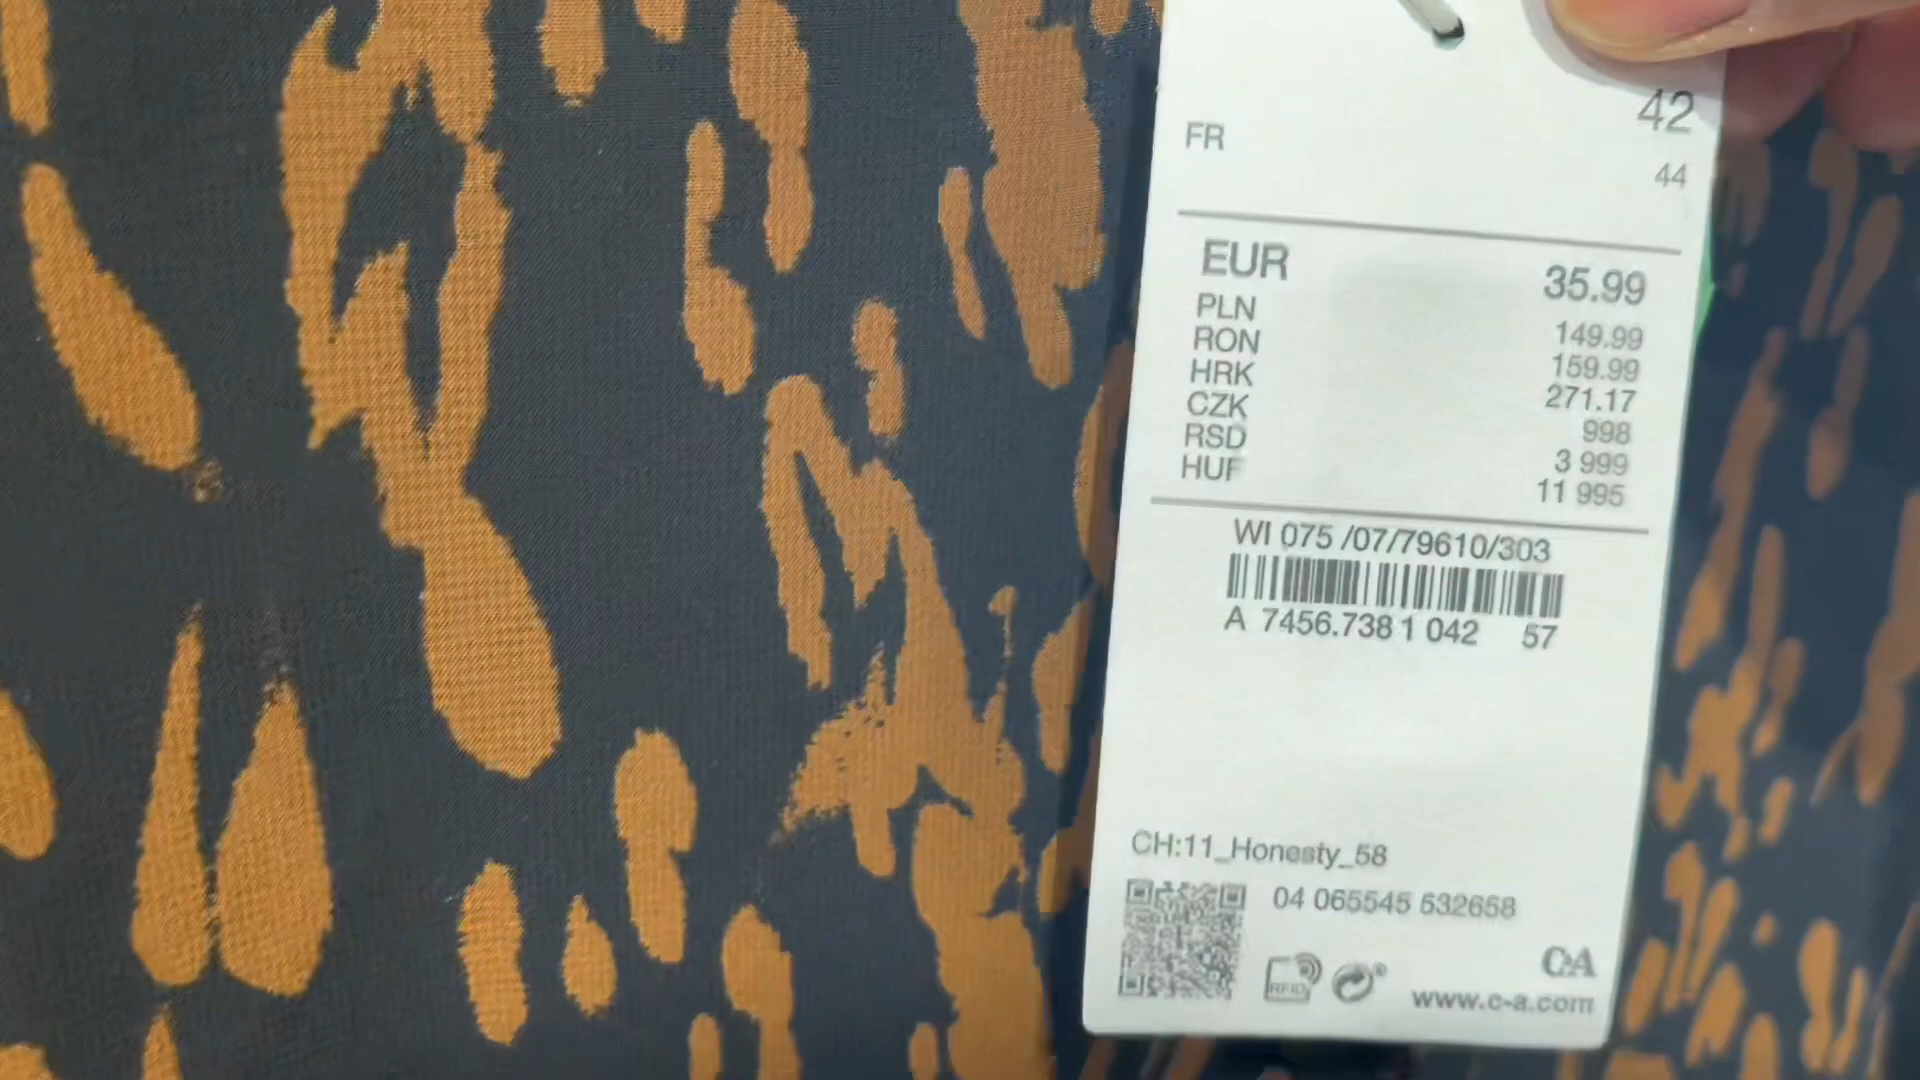 42
FR 44
EUR 35.99
PLN 149.99
RON 159.99
HRK 271.17
CZK 998
RSD 3 999
HUF 11 995
WI 075 /07/79610/303
A 7456.738 1 042 57
CH:11_Honesty_58
04 065545 532658
RFID
C&A
www.c-a.com